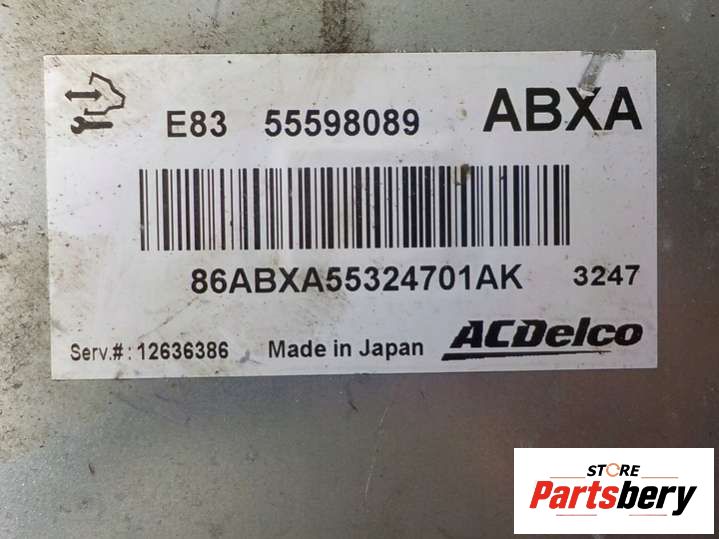 E83 55598089 ABXA
86ABXA55324701AK 3247
Serv.#: 12636386 Made in Japan ACDelco
STORE
Partsbery